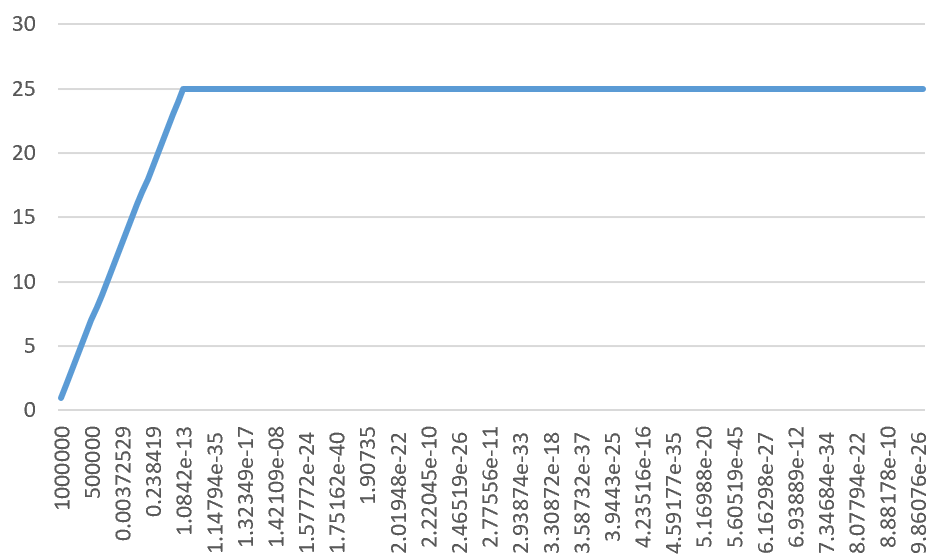 30
25
20
15
10
5
0
1000000
500000
0.00372529
0.238419
1.0842e-13
1.14794e-35
1.32349e-17
1.42109e-08
1.57772e-24
1.75162e-40
1.90735
2.01948e-22
2.22045e-10
2.46519e-26
2.77556e-11
2.93874e-33
3.30872e-18
3.58732e-37
3.9443e-25
4.23516e-16
4.59177e-35
5.16988e-20
5.60519e-45
6.16298e-27
6.93889e-12
7.34684e-34
8.07794e-22
8.88178e-10
9.86076e-26